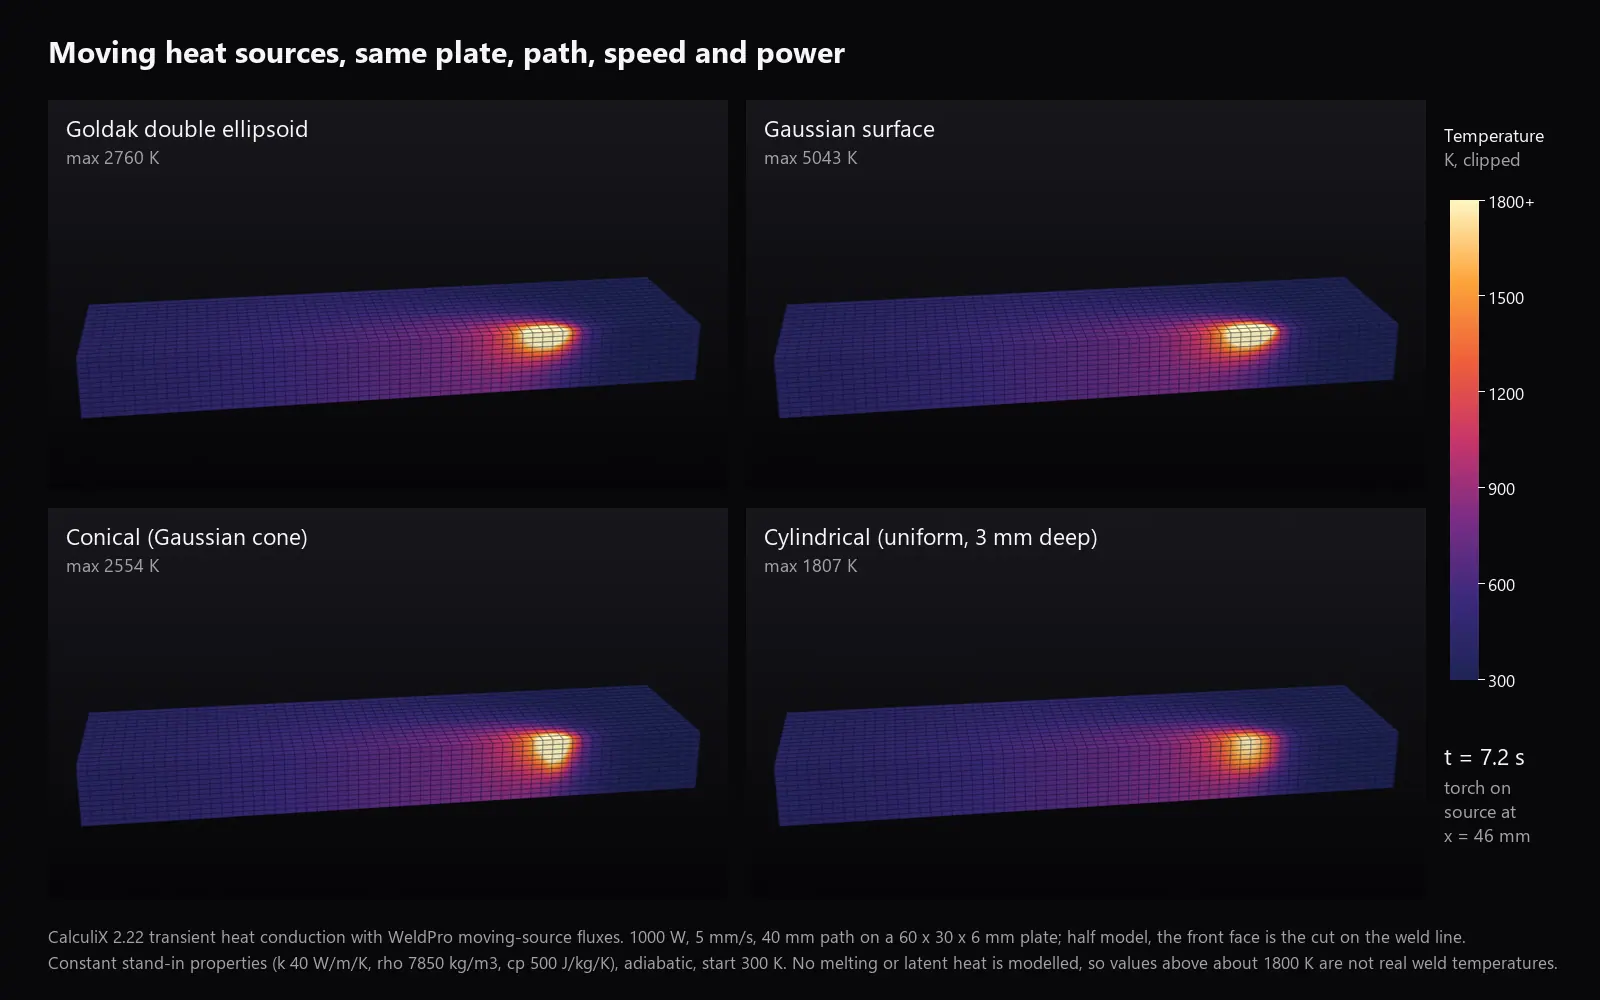 Moving heat sources, same plate, path, speed and power
Goldak double ellipsoid
max 2760 K
Gaussian surface
max 5043 K
Temperature
K, clipped
1800+
1500
1200
900
600
300
Conical (Gaussian cone)
max 2554 K
Cylindrical (uniform, 3 mm deep)
max 1807 K
t = 7.2 s
torch on
source at
x = 46 mm
CalculiX 2.22 transient heat conduction with WeldPro moving-source fluxes. 1000 W, 5 mm/s, 40 mm path on a 60 x 30 x 6 mm plate; half model, the front face is the cut on the weld line.
Constant stand-in properties (k 40 W/m/K, rho 7850 kg/m3, cp 500 J/kg/K), adiabatic, start 300 K. No melting or latent heat is modelled, so values above about 1800 K are not real weld temperatures.